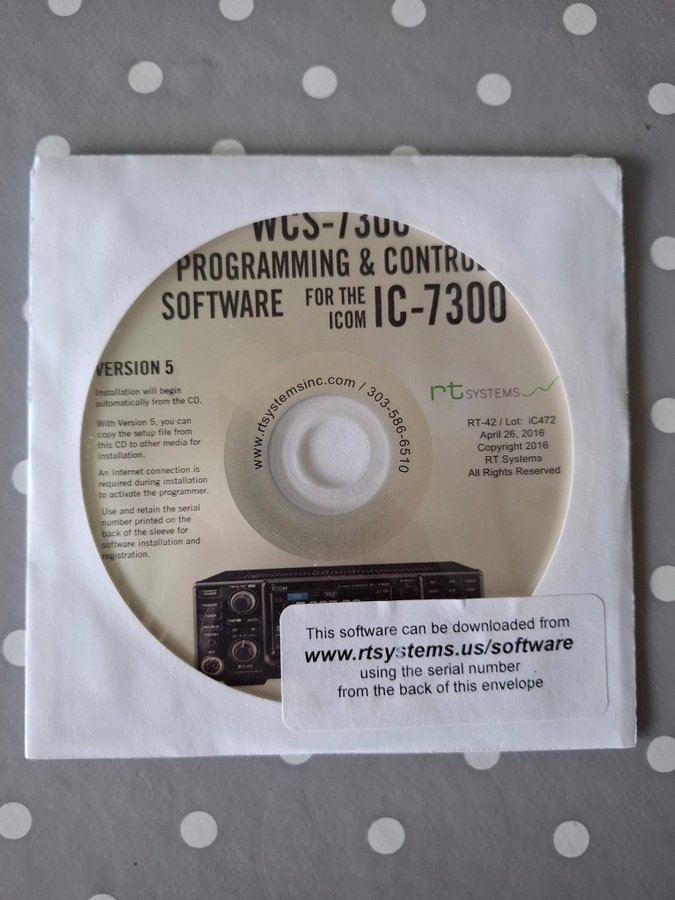 WCS-7300
PROGRAMMING & CONTROL
SOFTWARE FOR THE ICOM IC-7300
VERSION 5
Installation will begin
automatically from the CD.
With Version 5, you can
copy the setup file from
this CD to other media for
installation.
An Internet connection is
required during installation
to activate the programmer.
Use and retain the serial
number printed on the
back of the sleeve for
software installation and
registration.
www.rtsystemsinc.com / 303-586-6510
rt SYSTEMS
RT-42 / Lot: iC472
April 26, 2016
Copyright 2016
RT Systems
All Rights Reserved
ICOM
This software can be downloaded from
www.rtsystems.us/software
using the serial number
from the back of this envelope